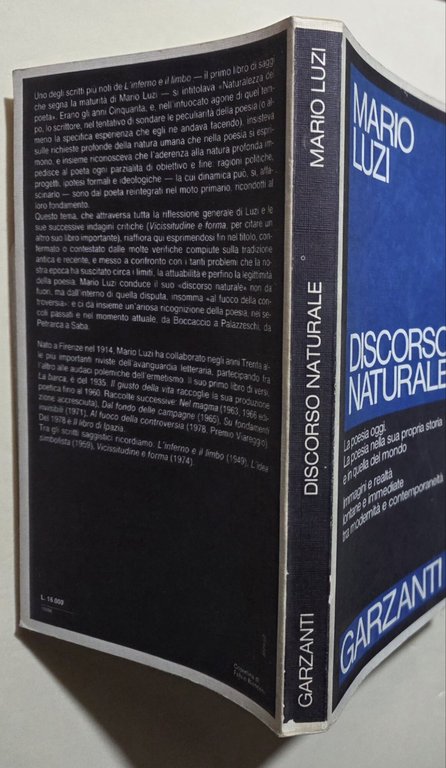 Uno degli scritti più noti de L'inferno e il limbo — il primo libro di saggi
che segna la maturità di Mario Luzi — si intitolava «Naturalezza del
poeta». Erano gli anni Cinquanta, e, nell'infuocato agone di quel tem-
po, lo scrittore, nel tentativo di sondare le peculiarità della poesia (o al-
meno la specifica esperienza che egli ne andava facendo), insisteva
sulle richieste profonde della natura umana che nella poesia si espri-
mono, e insieme riconosceva che l'aderenza alla natura profonda im-
pedisce al poeta ogni parzialità di obiettivo e fine: ragioni politiche,
progetti, ipotesi formali e ideologiche — la cui dinamica può, sì, affa-
scinarlo — sono dal poeta reintegrati nel moto primario, ricondotti al
loro fondamento.
Questo tema, che attraversa tutta la riflessione generale di Luzi e le
sue successive indagini critiche (Vicissitudine e forma, per citare un
altro suo libro importante), riaffiora qui esprimendosi fin nel titolo, con-
fermato o contestato dalle molte verifiche compiute sulla tradizione
antica e recente, e messo a confronto con i tanti problemi che la no-
stra epoca ha suscitato circa i limiti, la attuabilità e perfino la legittimità
della poesia. Mario Luzi conduce il suo «discorso naturale» non da
fuori, ma dall'interno di quella disputa, insomma «al fuoco della con-
troversia»: e ci dà insieme un'ariosa ricognizione della poesia, nei se-
coli passati e nel momento attuale, da Boccaccio a Palazzeschi, da
Petrarca a Saba.
Nato a Firenze nel 1914, Mario Luzi ha collaborato negli anni Trenta al-
le più importanti riviste dell'avanguardia letteraria, partecipando fra
l'altro alle audaci polemiche dell'ermetismo. Il suo primo libro di versi,
La barca, è del 1935. Il giusto della vita raccoglie la sua produzione
poetica fino al 1960. Raccolte successive: Nel magma (1963, 1966 ed.
accresciuta), Dal fondo delle campagne (1965), Su fondamenti
invisibili (1971), Al fuoco della controversia (1978, Premio Viareggio).
Del 1978 è Il libro di Ipazia.
Tra gli scritti saggistici ricordiamo: L'inferno e il limbo (1949), L'idea
simbolista (1959), Vicissitudine e forma (1974).
L. 16 000
Copertina di
MARIO LUZI
DISCORSO NATURALE
GARZANTI
MARIO
LUZI
DISCORSO
NATURALE
La poesia oggi.
La poesia nella sua propria storia
e in quella del mondo
Immagini e realtà
lontane e immediate
tra modernità e contemporaneità
GARZANTI